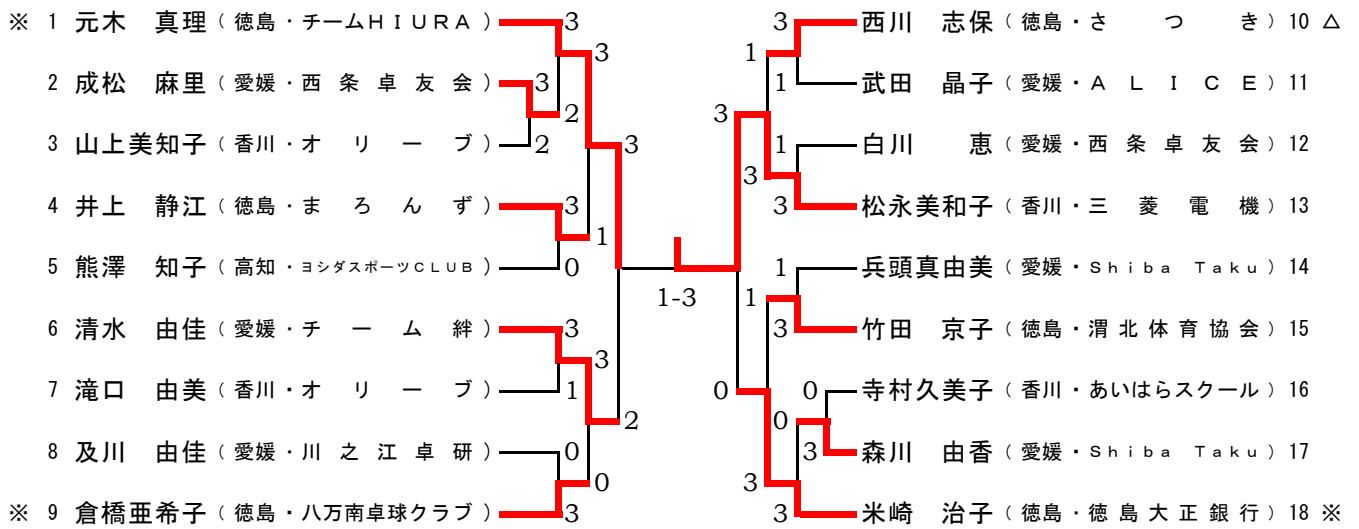 ※ 1 元木 真理 (徳島・チームＨＩＵＲＡ) 3
3
2 成松 麻里 (愛媛・西条卓友会) 3
2
3 山上美知子 (香川・オリーブ) 2
3
4 井上 静江 (徳島・まろんず) 3
1
5 熊澤 知子 (高知・ヨシダスポーツＣＬＵＢ) 0
1-3
6 清水 由佳 (愛媛・チーム絆) 3
3
7 滝口 由美 (香川・オリーブ) 1
2
8 及川 由佳 (愛媛・川之江卓研) 0
0
※ 9 倉橋亜希子 (徳島・八万南卓球クラブ) 3
3 西川 志保 (徳島・さつき) 10 △
1
1 武田 晶子 (愛媛・ＡＬＩＣＥ) 11
3
1 白川 恵 (愛媛・西条卓友会) 12
3
3 松永美和子 (香川・三菱電機) 13
1 兵頭真由美 (愛媛・Ｓｈｉｂａ Ｔａｋｕ) 14
1
3 竹田 京子 (徳島・渭北体育協会) 15
0
0 寺村久美子 (香川・あいはらスクール) 16
0
3 森川 由香 (愛媛・Ｓｈｉｂａ Ｔａｋｕ) 17
3
3 米崎 治子 (徳島・徳島大正銀行) 18 ※